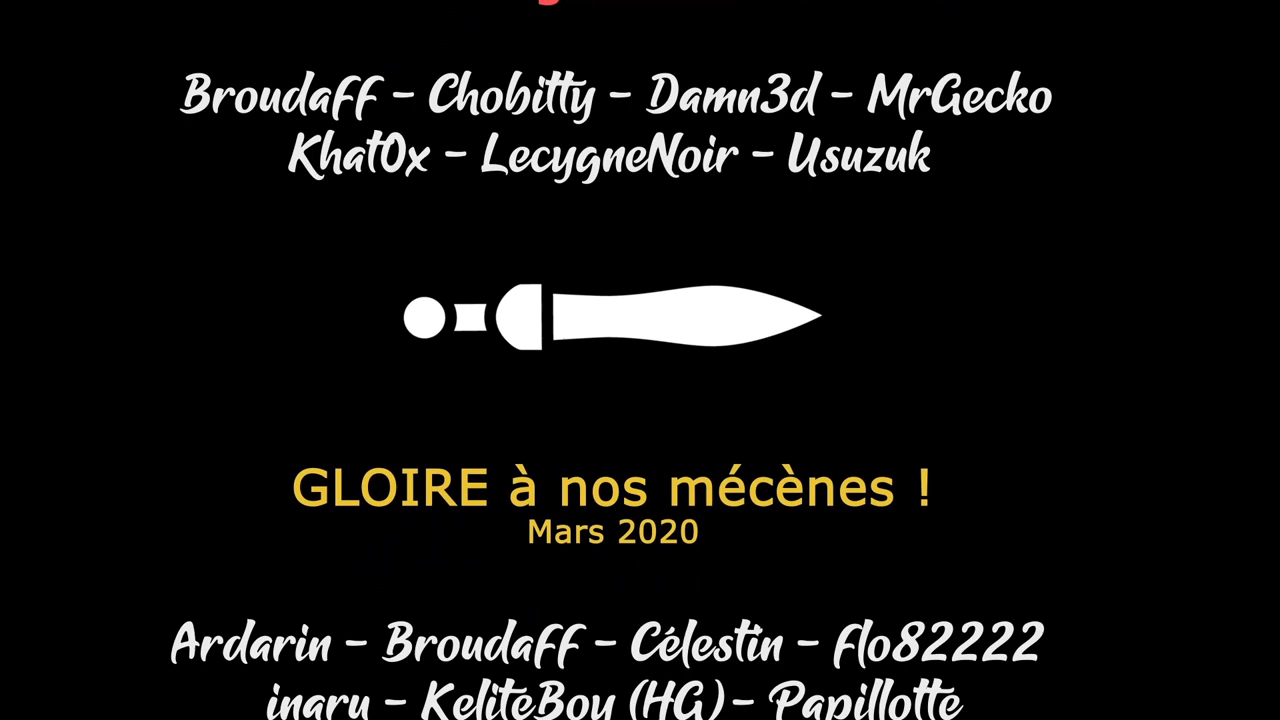 Broudaff - Chobitty - Damn3d - MrGecko
Khat0x - LecygneNoir - Usuzuk
GLOIRE à nos mécènes !
Mars 2020
Ardarin - Broudaff - Célestin - flo82222
inaru - KeliteBoy (HG) - Papillotte